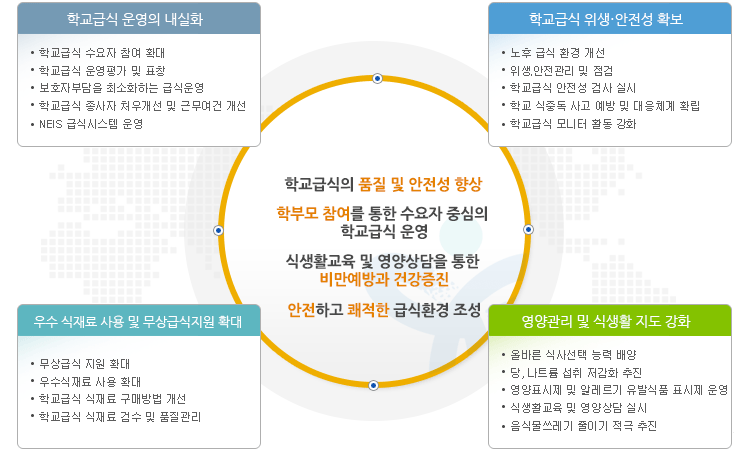 학교급식 운영의 내실화
• 학교급식 수요자 참여 확대
• 학교급식 운영평가 및 표창
• 보호자부담을 최소화하는 급식운영
• 학교급식 종사자 처우개선 및 근무여건 개선
• NEIS 급식시스템 운영
학교급식 위생·안전성 확보
• 노후 급식 환경 개선
• 위생,안전관리 및 점검
• 학교급식 안전성 검사 실시
• 학교 식중독 사고 예방 및 대응체계 확립
• 학교급식 모니터 활동 강화
학교급식의 품질 및 안전성 향상
학부모 참여를 통한 수요자 중심의
학교급식 운영
식생활교육 및 영양상담을 통한
비만예방과 건강증진
안전하고 쾌적한 급식환경 조성
우수 식재료 사용 및 무상급식지원 확대
• 무상급식 지원 확대
• 우수식재료 사용 확대
• 학교급식 식재료 구매방법 개선
• 학교급식 식재료 검수 및 품질관리
영양관리 및 식생활 지도 강화
• 올바른 식사선택 능력 배양
• 당, 나트륨 섭취 저감화 추진
• 영양표시제 및 알레르기 유발식품 표시제 운영
• 식생활교육 및 영양상담 실시
• 음식물쓰레기 줄이기 적극 추진